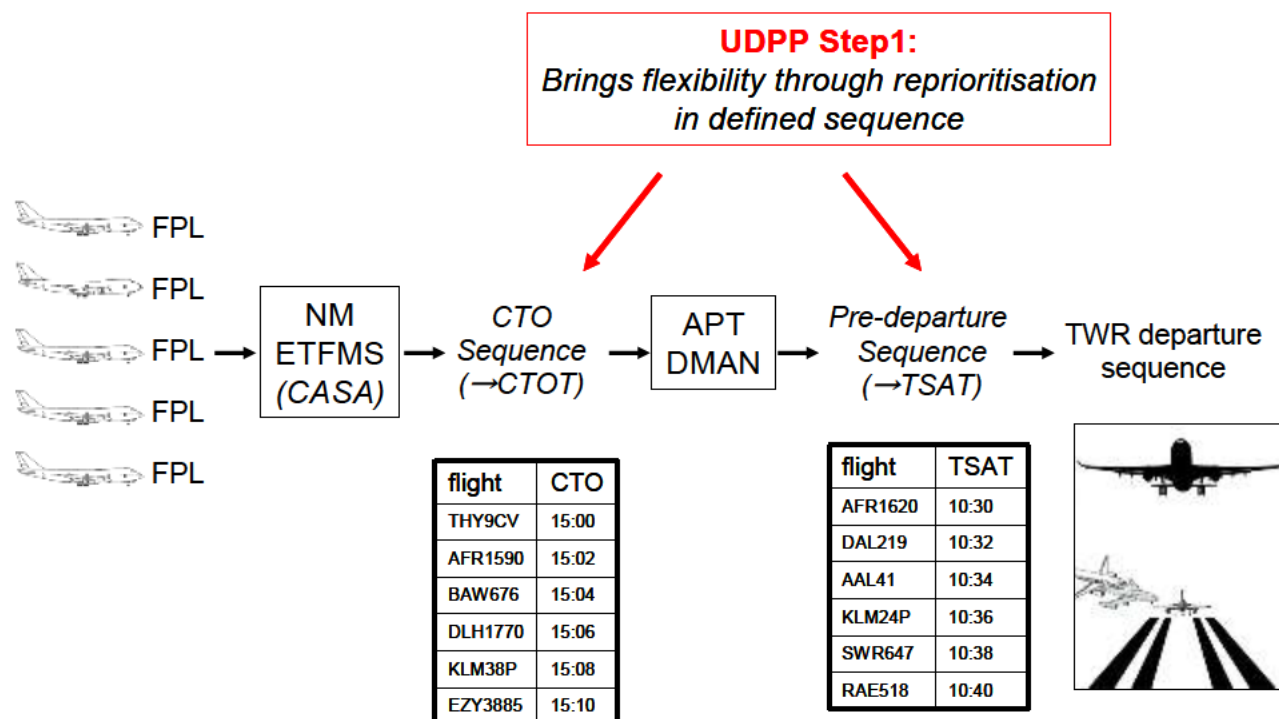 UDPP Step1:
Brings flexibility through reprioritisation
in defined sequence
FPL
FPL
FPL
FPL
FPL
NM
ETFMS
(CASA)
CTO
Sequence
(→CTOT)
APT
DMAN
Pre-departure
Sequence
(→TSAT)
TWR departure
sequence
flight CTO
THY9CV 15:00
AFR1590 15:02
BAW676 15:04
DLH1770 15:06
KLM38P 15:08
EZY3885 15:10
flight TSAT
AFR1620 10:30
DAL219 10:32
AAL41 10:34
KLM24P 10:36
SWR647 10:38
RAE518 10:40